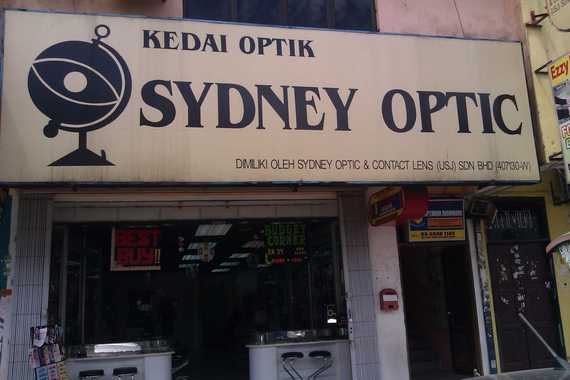 KEDAI OPTIK
SYDNEY OPTIC
DIMILIKI OLEH SYDNEY OPTIC & CONTACT LENS (USJ) SDN BHD (407130-W)
Ezzy
BEST
BUY!!
BUDGET
CORNER